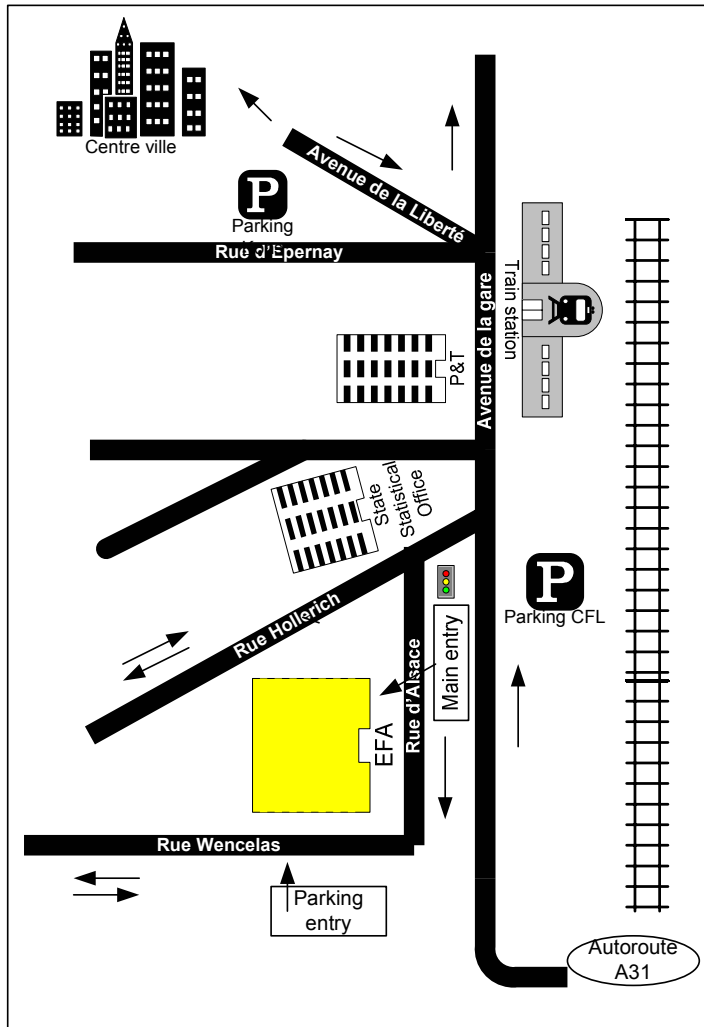 Centre ville
Avenue de la Liberté
P
Parking
Rue d'Epernay
Train station
Avenue de la gare
P&T
State
Statistical
Office
P
Parking CFL
Rue Hollerich
Main entry
Rue d'Alsace
EFA
Rue Wencelas
Parking
entry
Autoroute
A31